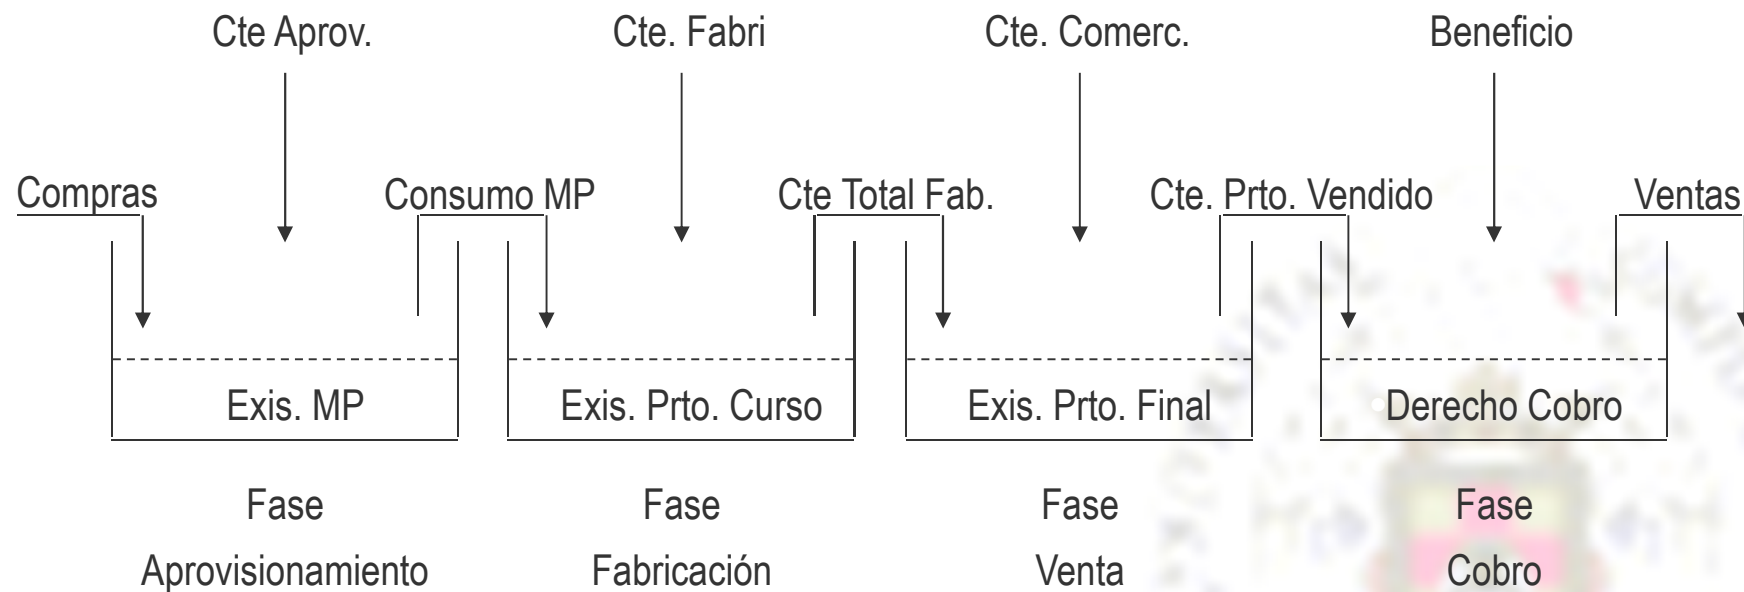 Cte Aprov.
Cte. Fabri
Cte. Comerc.
Beneficio
Compras
Consumo MP
Cte Total Fab.
Cte. Prto. Vendido
Ventas
Exis. MP
Exis. Prto. Curso
Exis. Prto. Final
•Derecho Cobro
Fase
Aprovisionamiento
Fase
Fabricación
Fase
Venta
Fase
Cobro